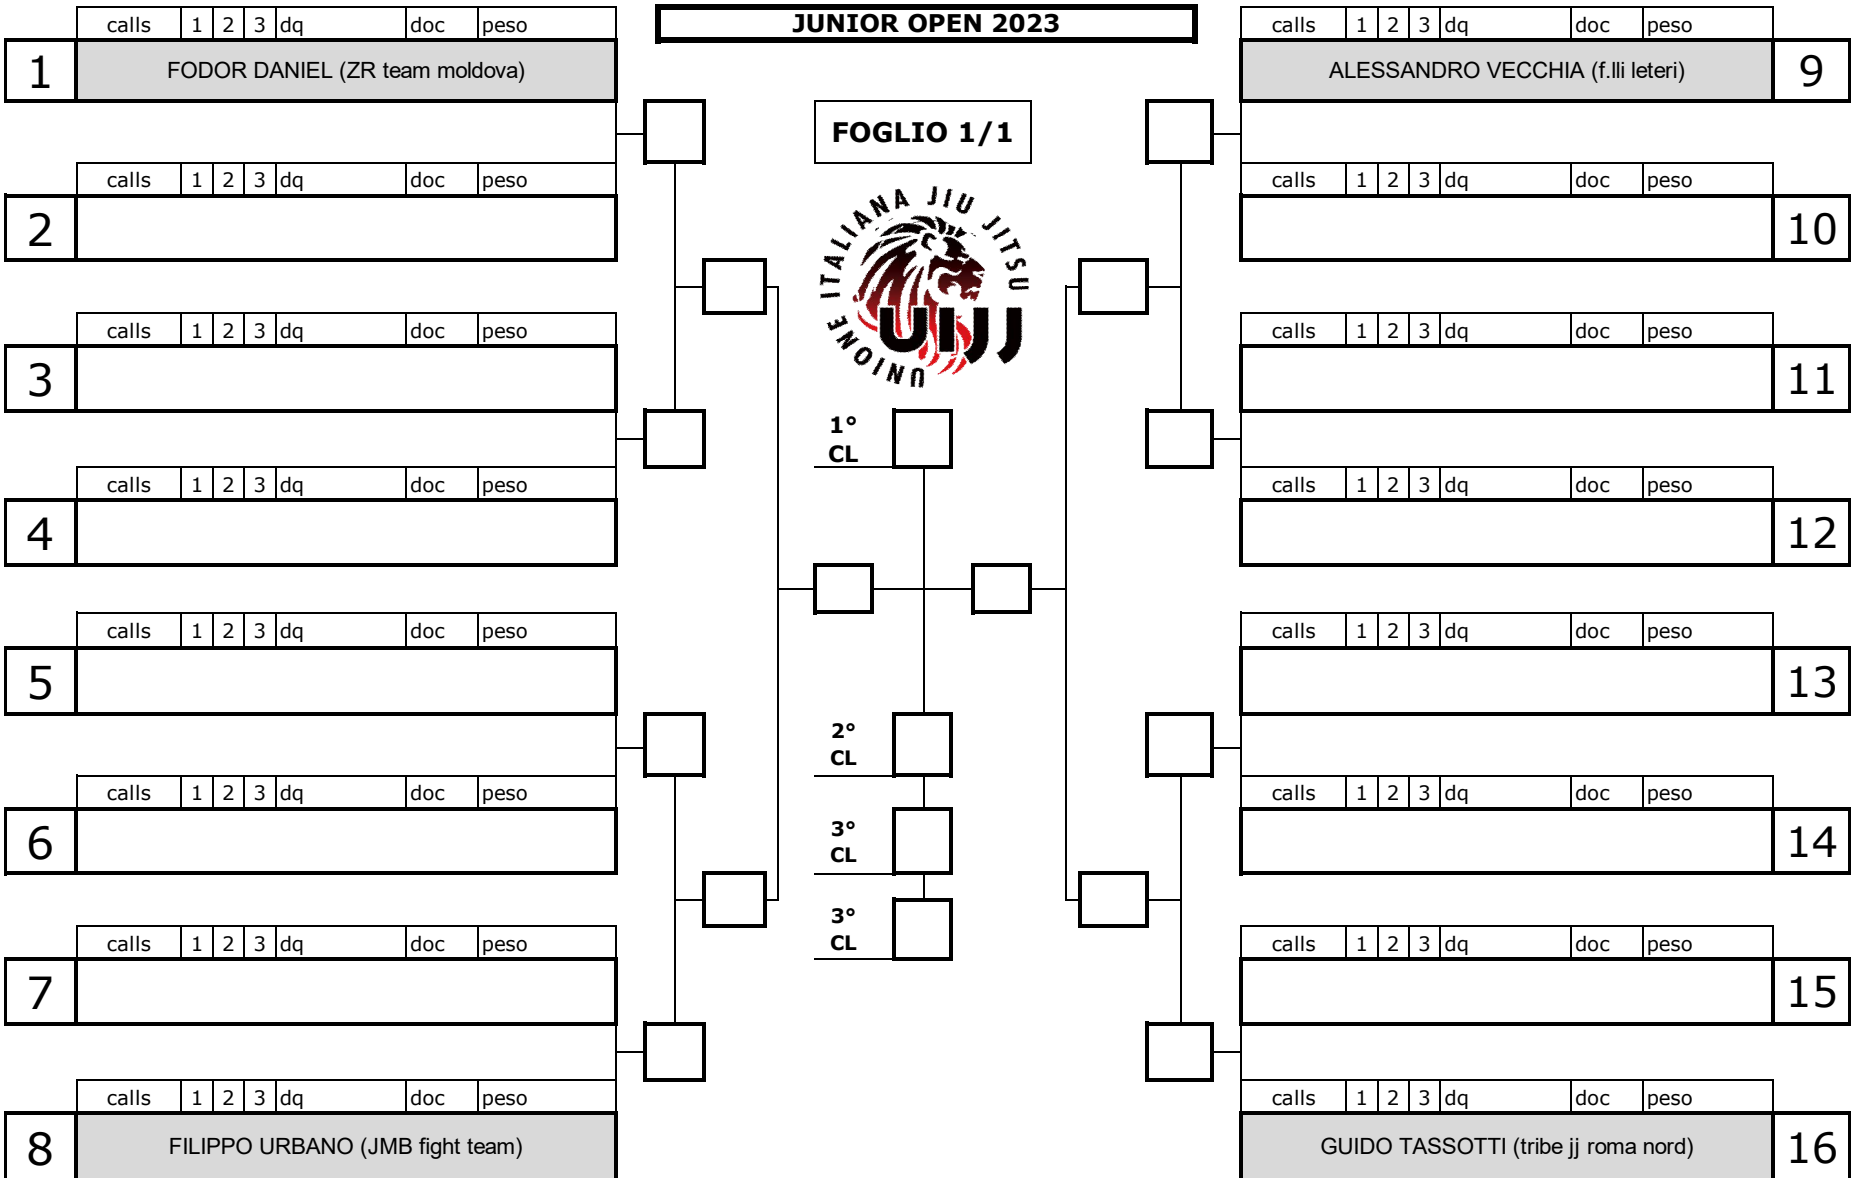 JUNIOR OPEN 2023
FOGLIO 1/1
UNIONE ITALIANA JIU JITSU
UIJJ
calls 1 2 3 dq doc peso
1 FODOR DANIEL (ZR team moldova)
calls 1 2 3 dq doc peso
2
calls 1 2 3 dq doc peso
3
calls 1 2 3 dq doc peso
4
calls 1 2 3 dq doc peso
5
calls 1 2 3 dq doc peso
6
calls 1 2 3 dq doc peso
7
calls 1 2 3 dq doc peso
8 FILIPPO URBANO (JMB fight team)
1°
CL
2°
CL
3°
CL
3°
CL
calls 1 2 3 dq doc peso
ALESSANDRO VECCHIA (f.lli leteri) 9
calls 1 2 3 dq doc peso
10
calls 1 2 3 dq doc peso
11
calls 1 2 3 dq doc peso
12
calls 1 2 3 dq doc peso
13
calls 1 2 3 dq doc peso
14
calls 1 2 3 dq doc peso
15
calls 1 2 3 dq doc peso
GUIDO TASSOTTI (tribe jj roma nord) 16